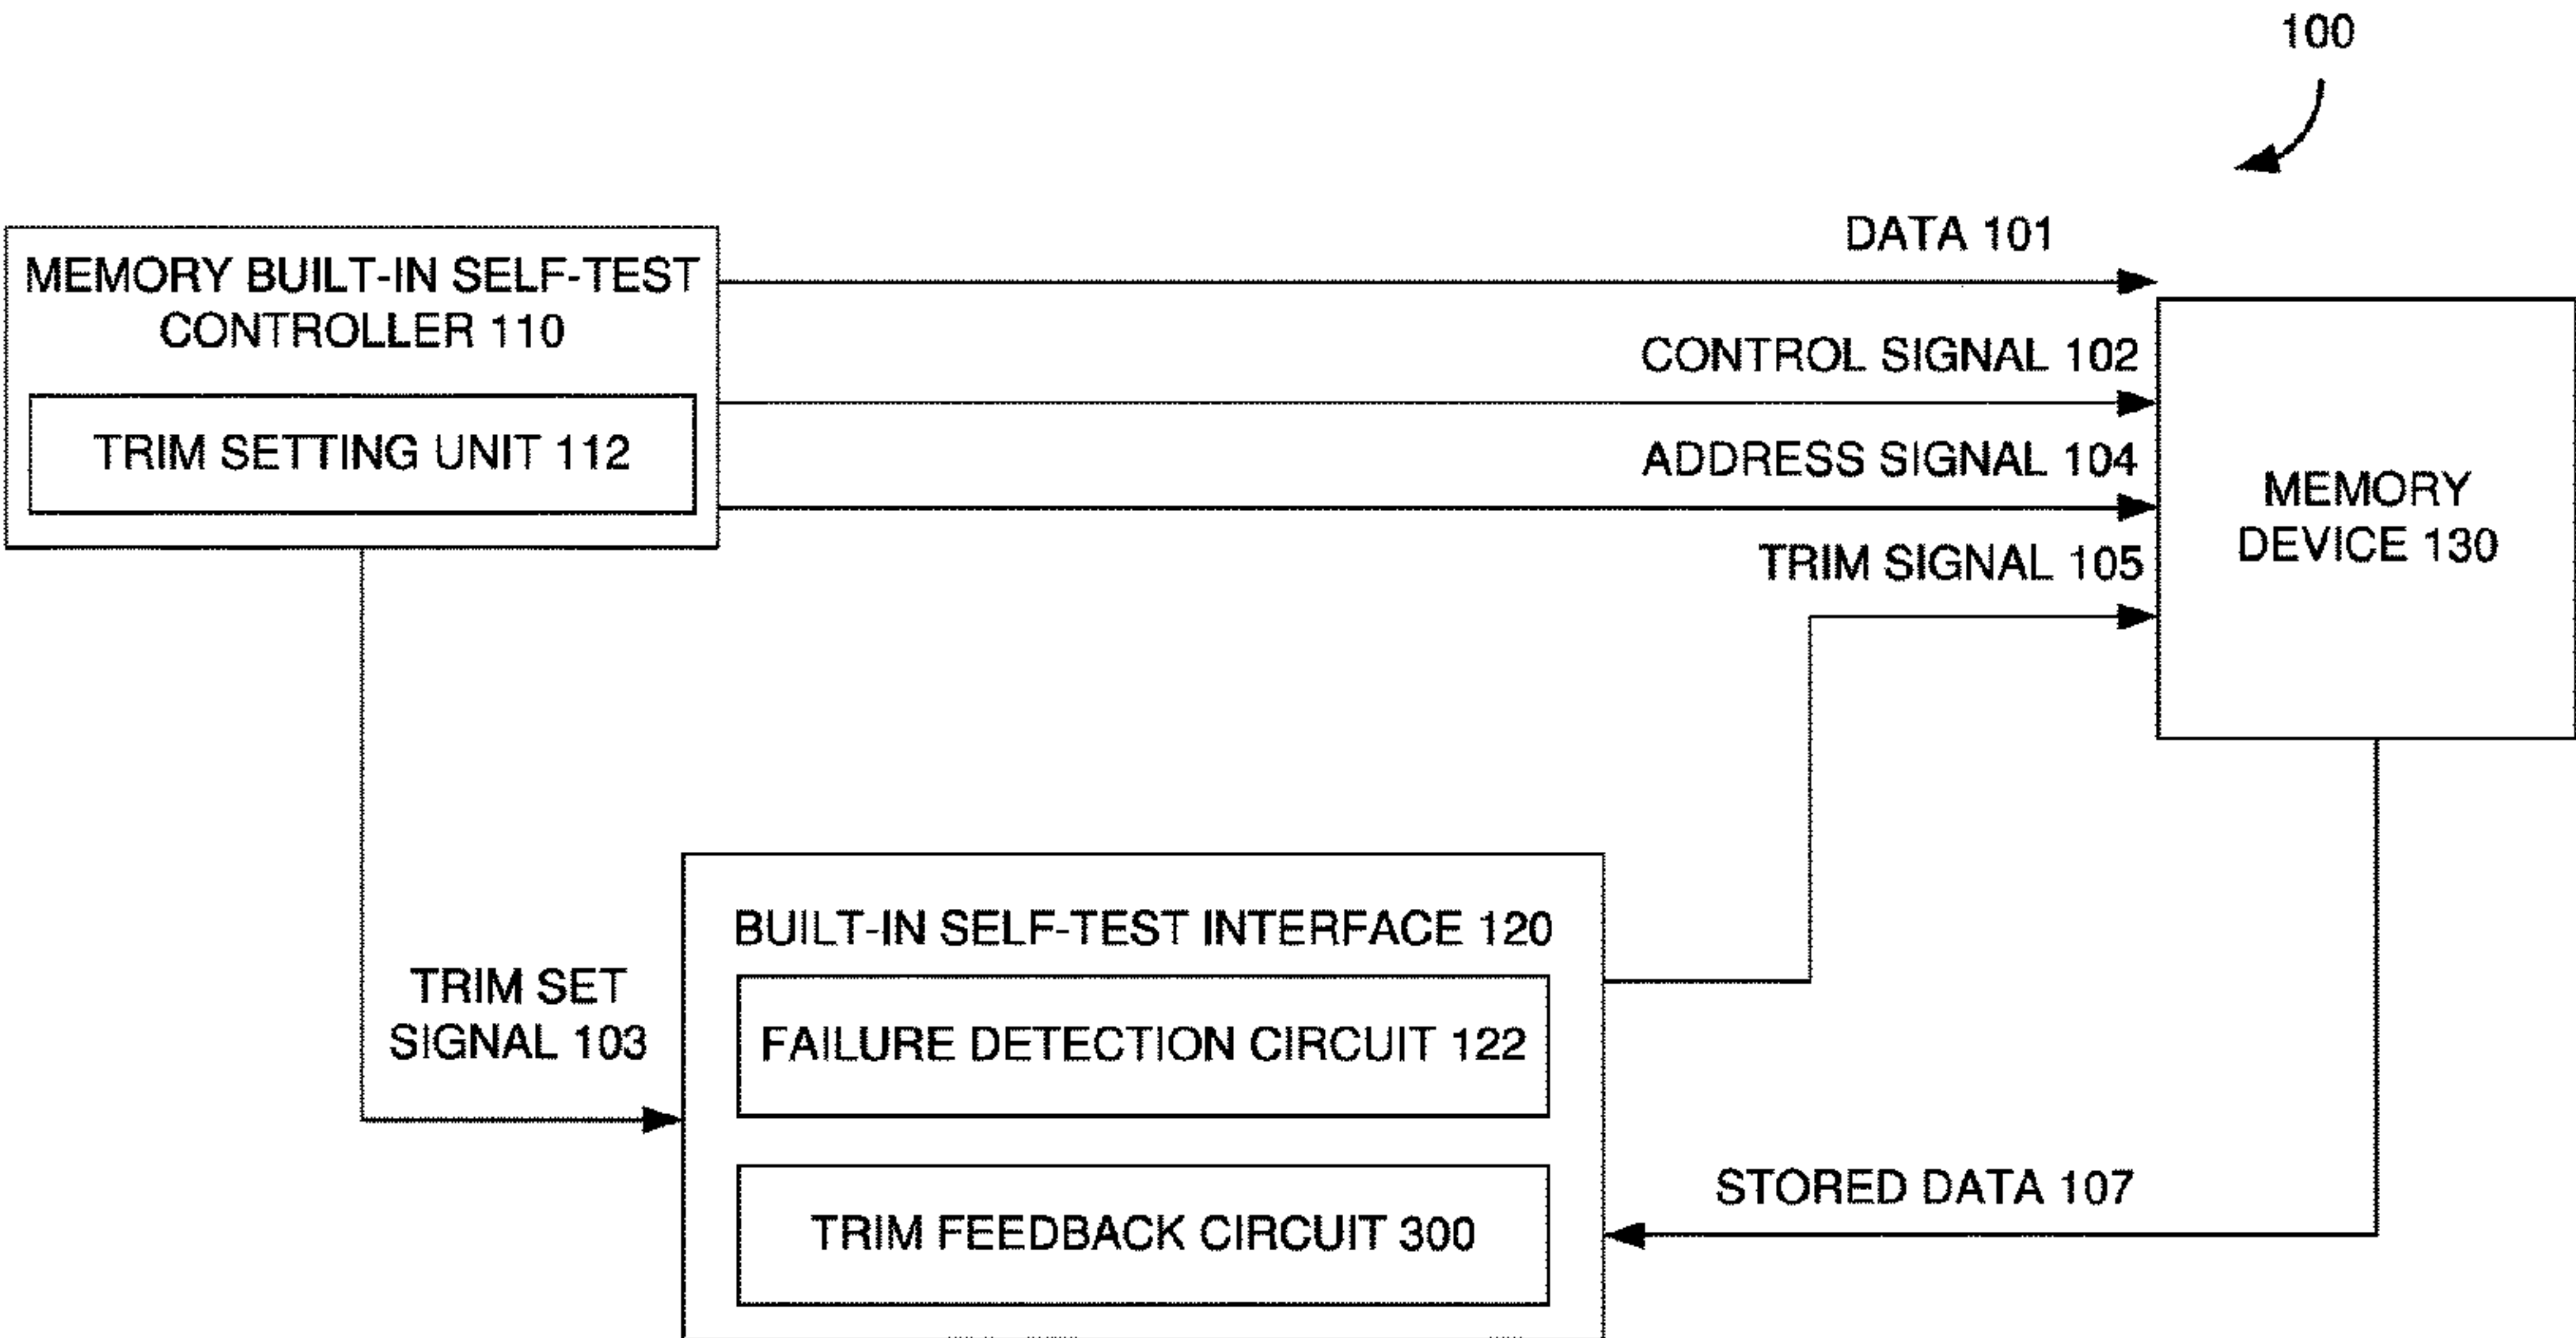 100
DATA 101
MEMORY BUILT-IN SELF-TEST
CONTROLLER 110
CONTROL SIGNAL 102
TRIM SETTING UNIT 112
ADDRESS SIGNAL 104
MEMORY
DEVICE 130
TRIM SIGNAL 105
BUILT-IN SELF-TEST INTERFACE 120
TRIM SET
SIGNAL 103
FAILURE DETECTION CIRCUIT 122
STORED DATA 107
TRIM FEEDBACK CIRCUIT 300